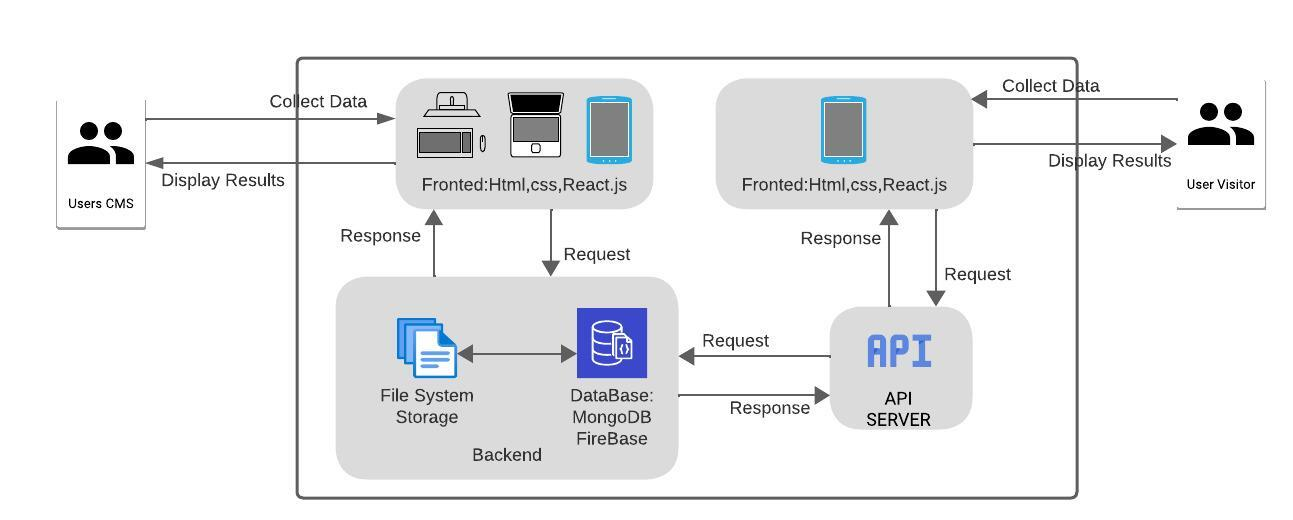 Collect Data
Collect Data
Users CMS
Display Results
Fronted:Html,css,React.js
Fronted:Html,css,React.js
Display Results
User Visitor
Response
Request
Response
Request
File System
Storage
DataBase:
MongoDB
FireBase
Backend
Request
Response
API
API
SERVER